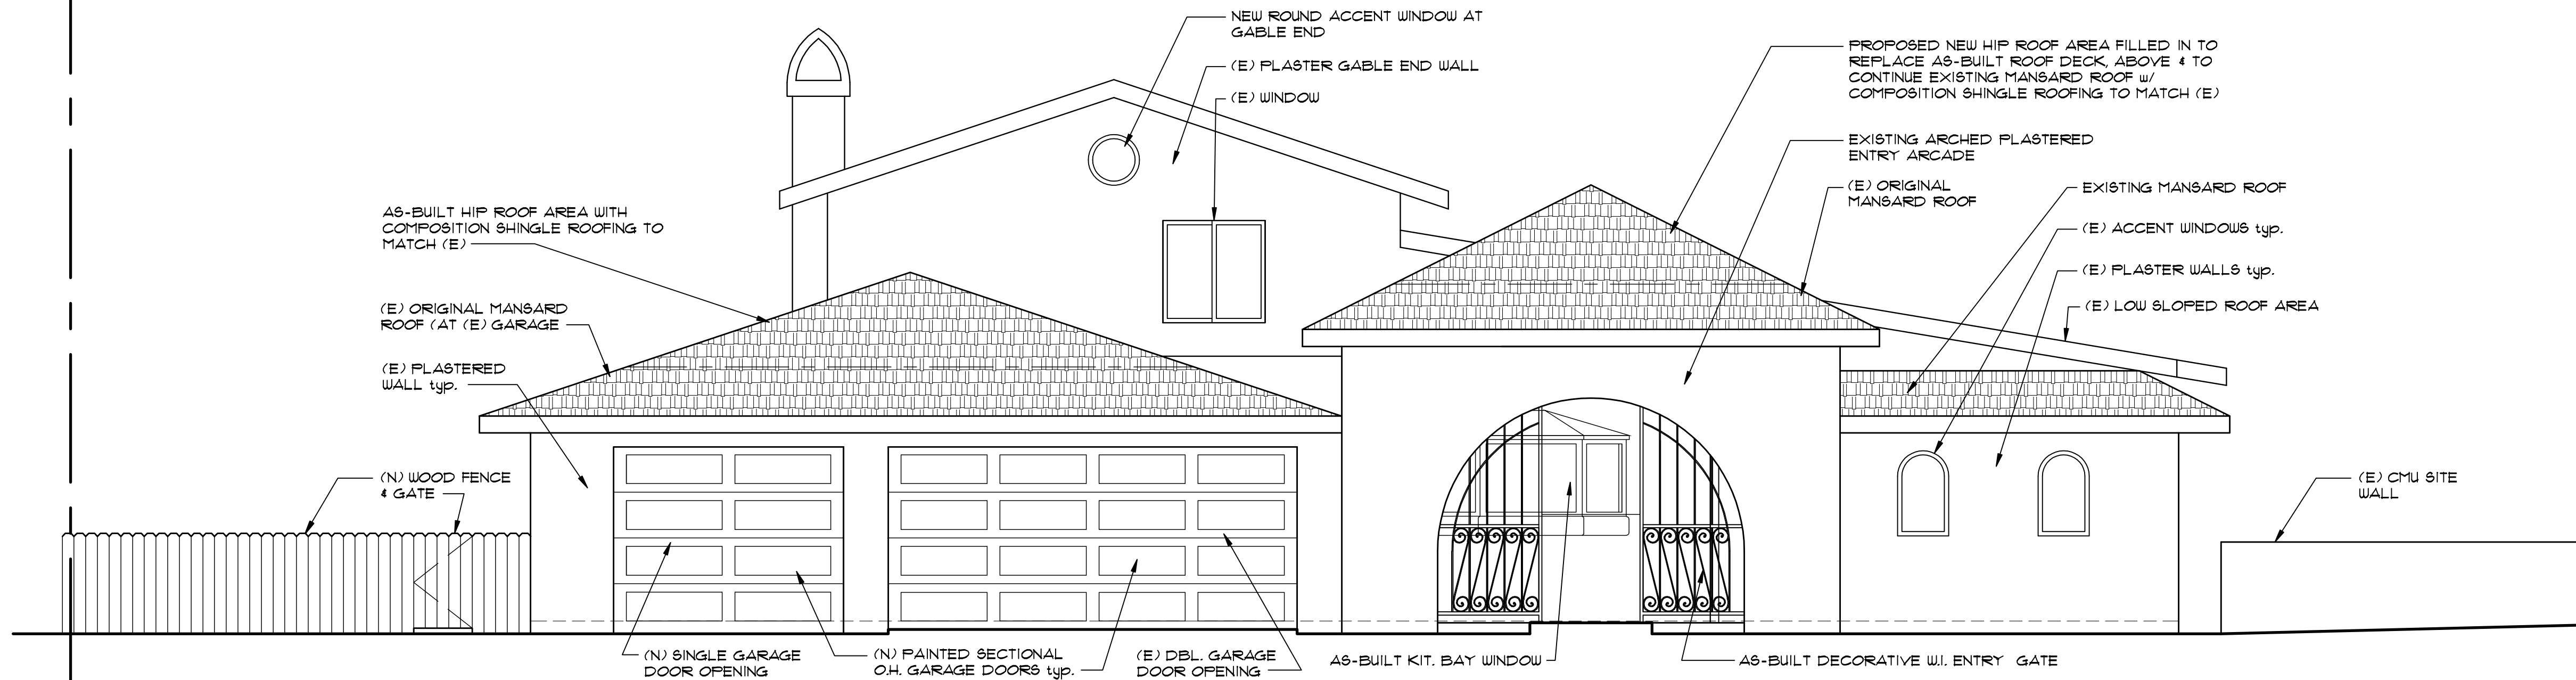 NEW ROUND ACCENT WINDOW AT
GABLE END
(E) PLASTER GABLE END WALL
(E) WINDOW
PROPOSED NEW HIP ROOF AREA FILLED IN TO
REPLACE AS-BUILT ROOF DECK, ABOVE & TO
CONTINUE EXISTING MANSARD ROOF w/
COMPOSITION SHINGLE ROOFING TO MATCH (E)
EXISTING ARCHED PLASTERED
ENTRY ARCADE
(E) ORIGINAL
MANSARD ROOF
EXISTING MANSARD ROOF
(E) ACCENT WINDOWS typ.
(E) PLASTER WALLS typ.
(E) LOW SLOPED ROOF AREA
AS-BUILT HIP ROOF AREA WITH
COMPOSITION SHINGLE ROOFING TO
MATCH (E)
(E) ORIGINAL MANSARD
ROOF (AT (E) GARAGE
(E) PLASTERED
WALL typ.
(N) WOOD FENCE
& GATE
(E) CMU SITE
WALL
(N) SINGLE GARAGE
DOOR OPENING
(N) PAINTED SECTIONAL
O.H. GARAGE DOORS typ.
(E) DBL. GARAGE
DOOR OPENING
AS-BUILT KIT. BAY WINDOW
AS-BUILT DECORATIVE W.I. ENTRY GATE